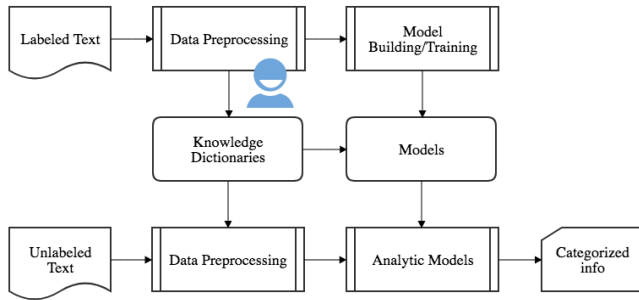 Labeled Text
Data Preprocessing
Model
Building/Training
Knowledge
Dictionaries
Models
Unlabeled
Text
Data Preprocessing
Analytic Models
Categorized
info